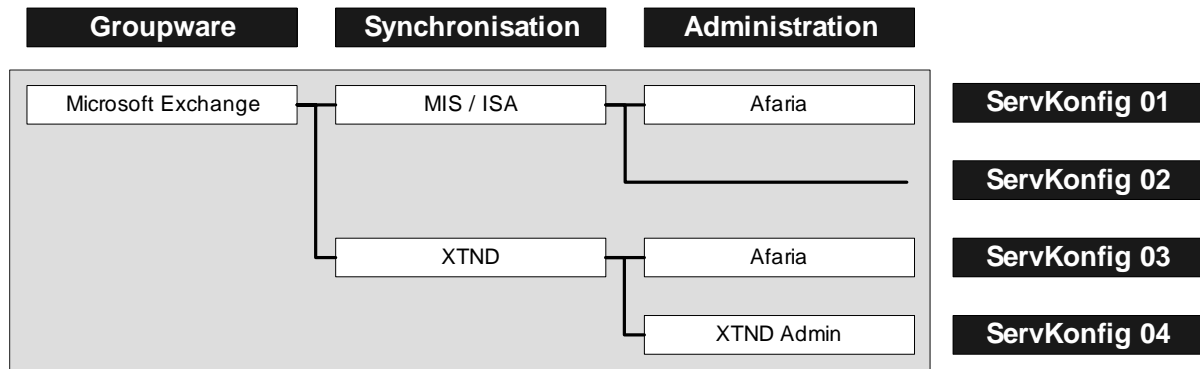 Groupware
Synchronisation
Administration
Microsoft Exchange
MIS / ISA
Afaria
ServKonfig 01
ServKonfig 02
XTND
Afaria
ServKonfig 03
XTND Admin
ServKonfig 04